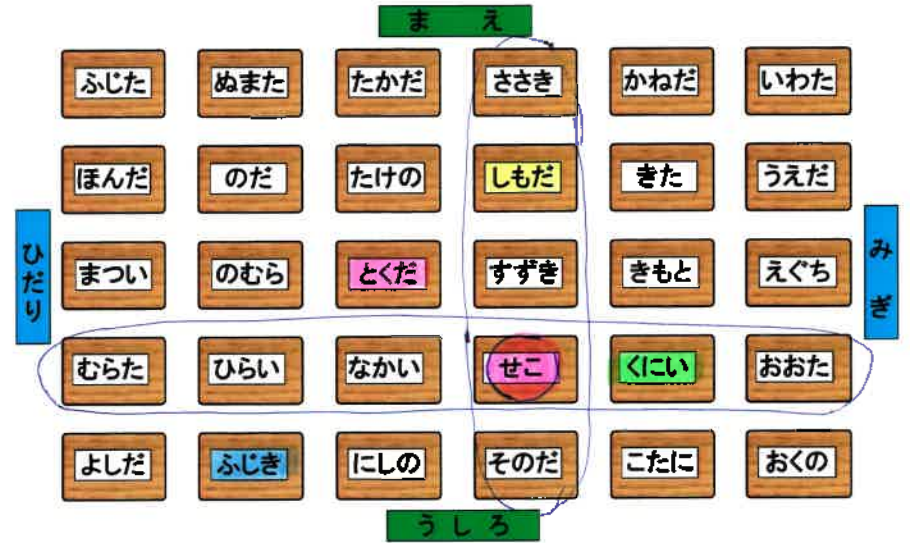 まえ
ふじた ぬまた たかだ ささき かねだ いわた
ほんだ のだ たけの しもだ きた うえだ
ひだり
みぎ
まつい のむら とくだ すずき きもと えぐち
むらた ひらい なかい せこ くにい おおた
よしだ ふじき にしの そのだ こたに おくの
うしろ